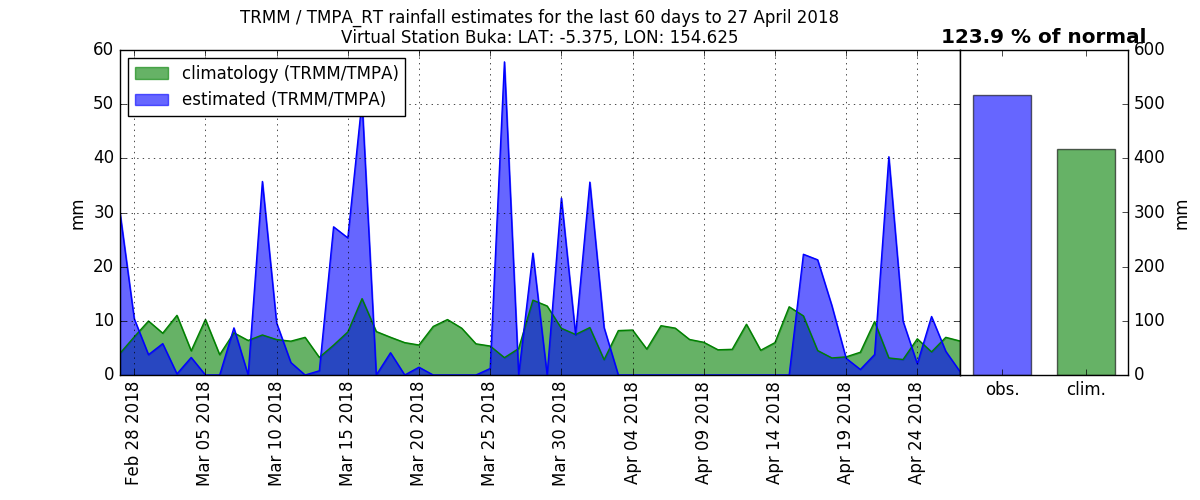 TRMM / TMPA_RT rainfall estimates for the last 60 days to 27 April 2018
Virtual Station Buka: LAT: -5.375, LON: 154.625
123.9 % of normal
climatology (TRMM/TMPA)
estimated (TRMM/TMPA)
60
50
40
30
20
10
0
mm
Feb 28 2018
Mar 05 2018
Mar 10 2018
Mar 15 2018
Mar 20 2018
Mar 25 2018
Mar 30 2018
Apr 04 2018
Apr 09 2018
Apr 14 2018
Apr 19 2018
Apr 24 2018
600
500
400
300
200
100
0
mm
obs.
clim.